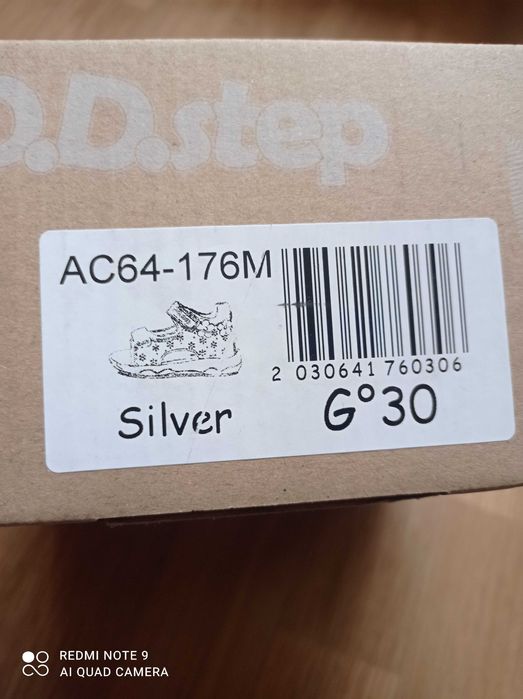 D.D.step
AC64-176M
2 030641 760306
Silver
G°30
REDMI NOTE 9
AI QUAD CAMERA